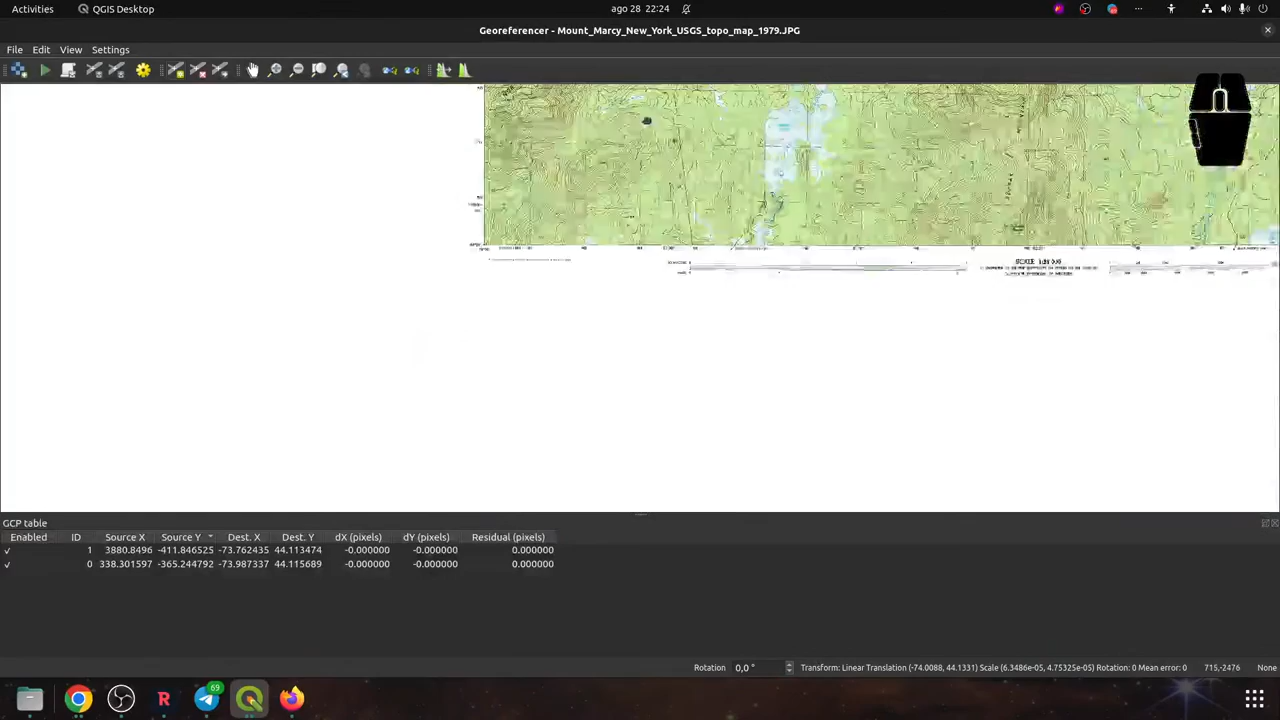 Activities QGIS Desktop ago 28 22:24
Georeferencer - Mount_Marcy_New_York_USGS_topo_map_1979.JPG
File Edit View Settings
GCP table
Enabled ID Source X Source Y Dest. X Dest. Y dX (pixels) dY (pixels) Residual (pixels)
1 3880.8496 -411.846525 -73.762435 44.113474 -0.000000 -0.000000 0.000000
0 338.301597 -365.244792 -73.987337 44.115689 -0.000000 -0.000000 0.000000
Rotation 0,0 ° Transform: Linear Translation (-74.0088, 44.1331) Scale (6.3486e-05, 4.75325e-05) Rotation: 0 Mean error: 0 715,-2476 None
69